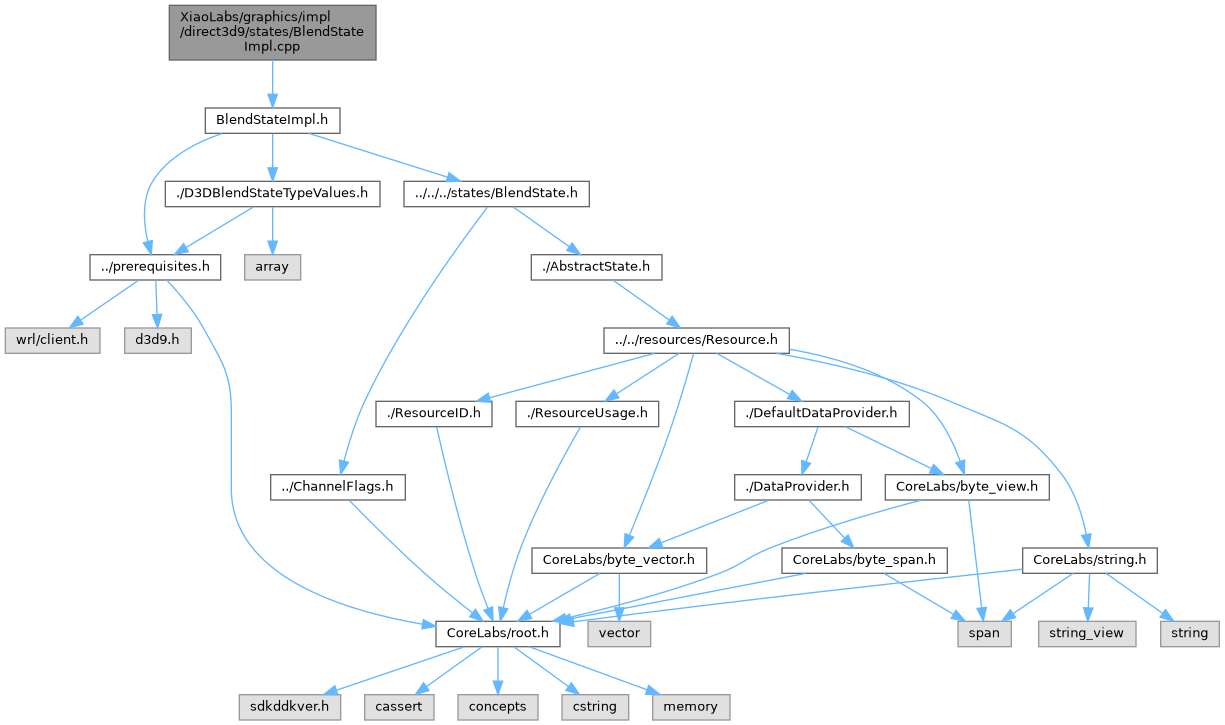 XiaoLabs/graphics/impl
/direct3d9/states/BlendState
Impl.cpp
BlendStateImpl.h
./D3DBlendStateTypeValues.h
../../../states/BlendState.h
../prerequisites.h
array
./AbstractState.h
wrl/client.h
d3d9.h
../../resources/Resource.h
./ResourceID.h
./ResourceUsage.h
./DefaultDataProvider.h
../ChannelFlags.h
./DataProvider.h
CoreLabs/byte_view.h
CoreLabs/byte_vector.h
CoreLabs/byte_span.h
CoreLabs/string.h
CoreLabs/root.h
vector
span
string_view
string
sdkddkver.h
cassert
concepts
cstring
memory